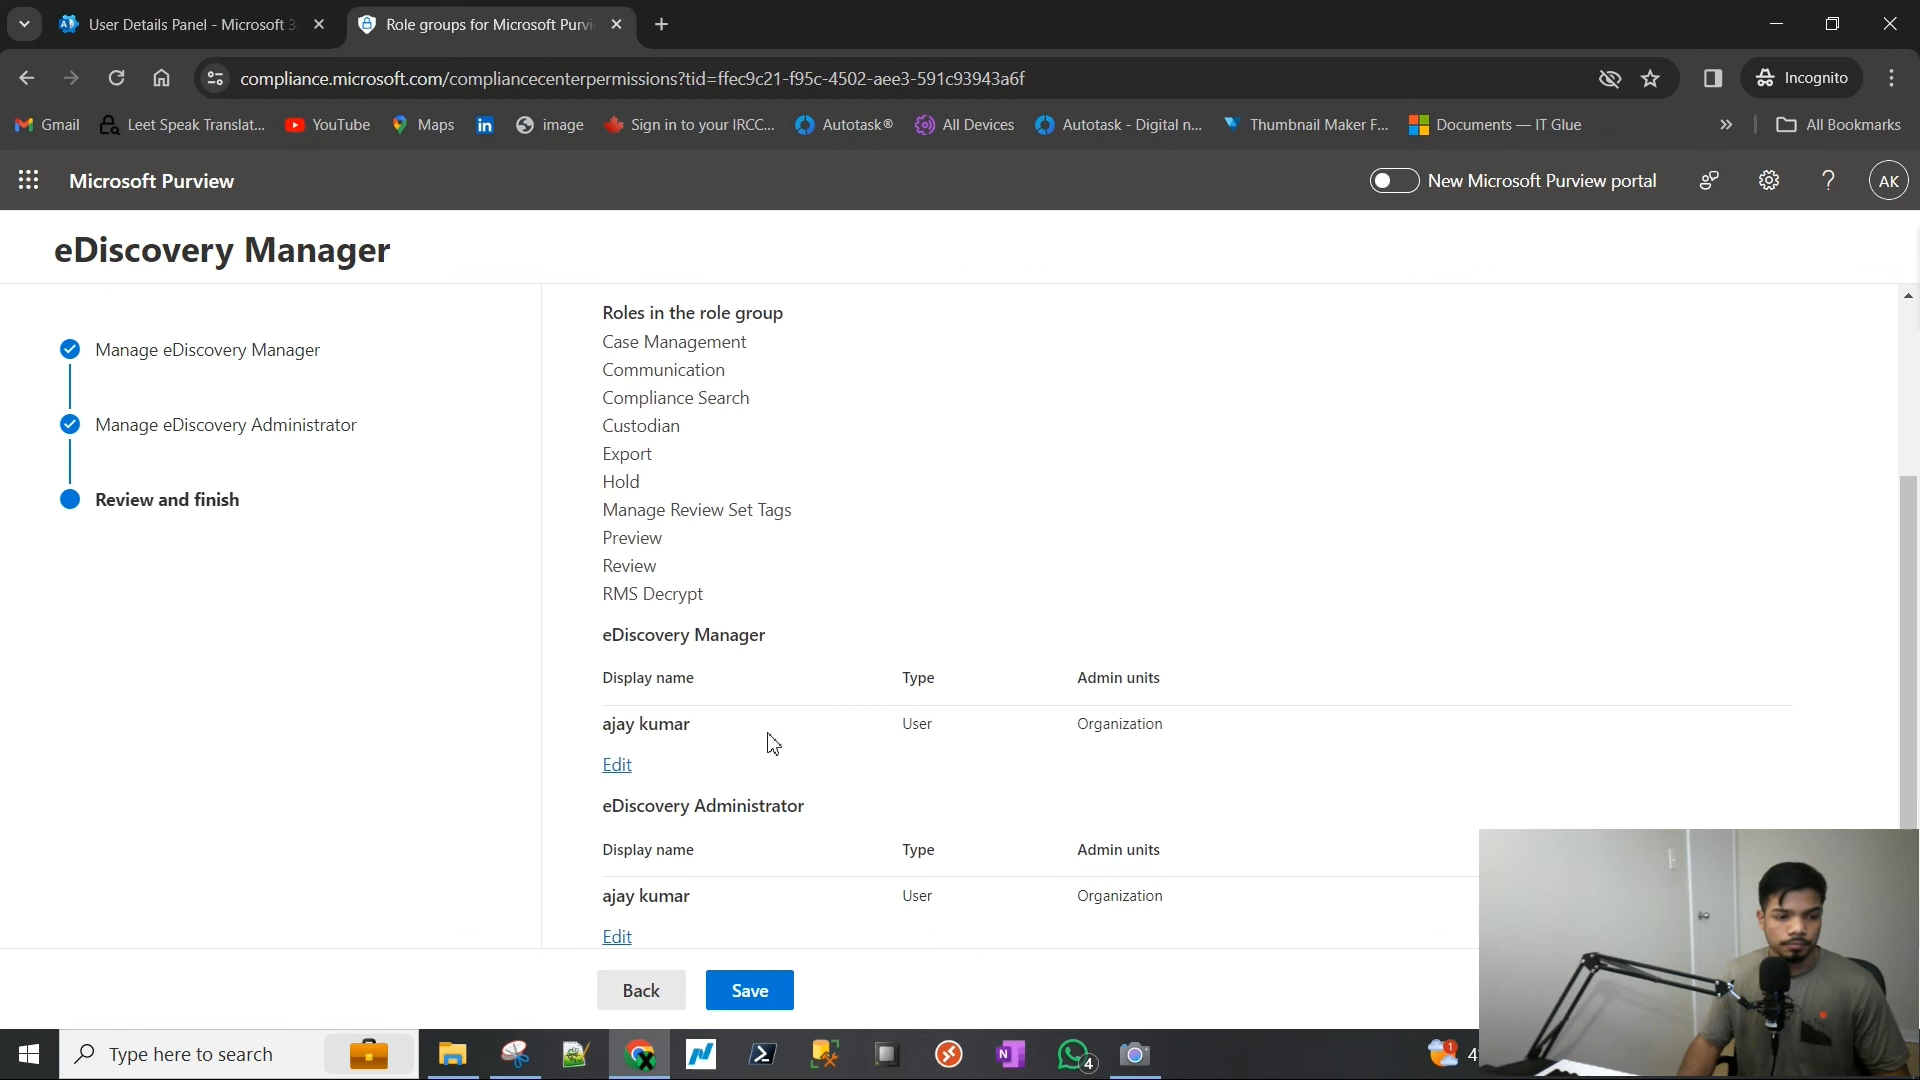 User Details Panel - Microsoft 3
Role groups for Microsoft Purvi
compliance.microsoft.com/compliancecenterpermissions?tid=ffec9c21-f95c-4502-aee3-591c93943a6f
Incognito
Gmail
Leet Speak Translat...
YouTube
Maps
image
Sign in to your IRCC...
Autotask®
All Devices
Autotask - Digital n...
Thumbnail Maker F...
Documents — IT Glue
All Bookmarks
Microsoft Purview
New Microsoft Purview portal
AK
eDiscovery Manager
Manage eDiscovery Manager
Manage eDiscovery Administrator
Review and finish
Roles in the role group
Case Management
Communication
Compliance Search
Custodian
Export
Hold
Manage Review Set Tags
Preview
Review
RMS Decrypt
eDiscovery Manager
Display name Type Admin units
ajay kumar User Organization
Edit
eDiscovery Administrator
Display name Type Admin units
ajay kumar User Organization
Edit
Back Save
Type here to search
4
1